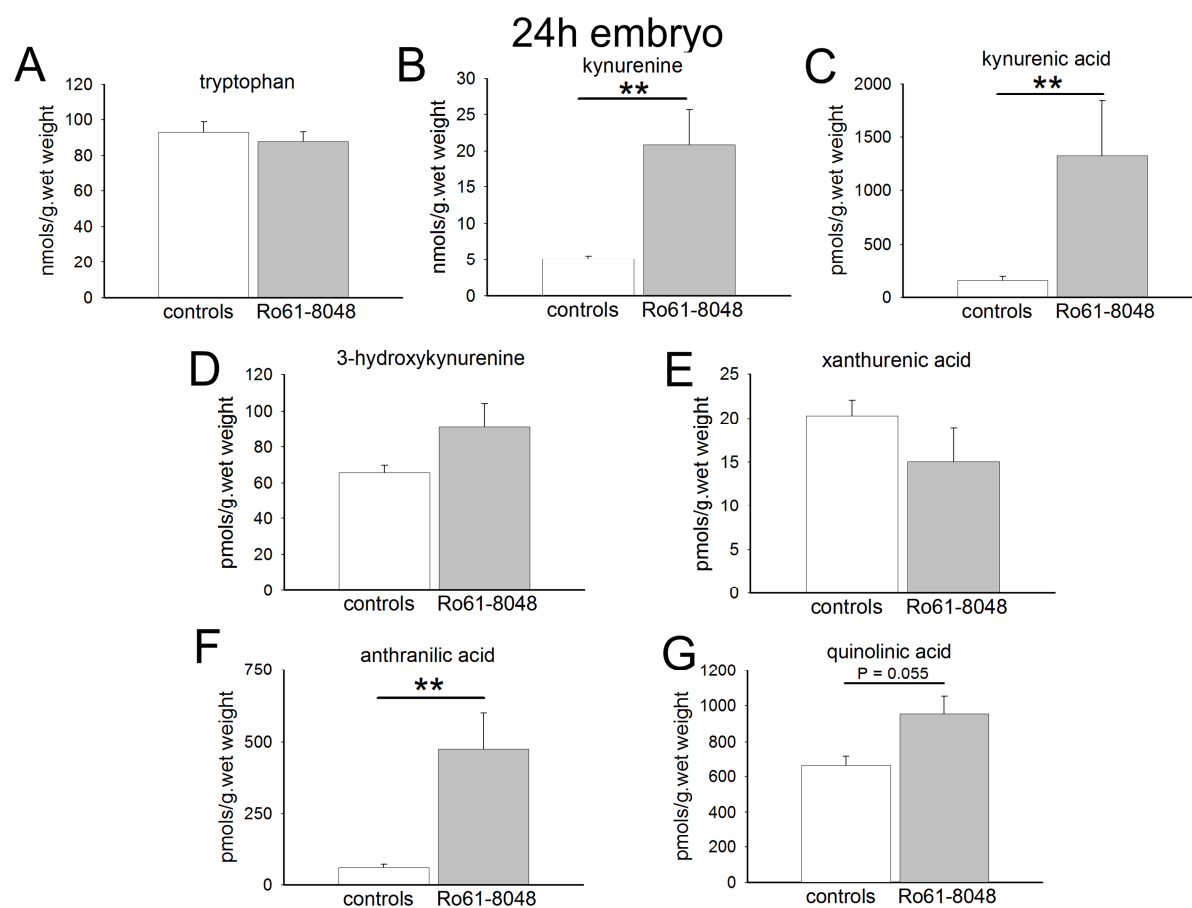 24h embryo
A
tryptophan
nmols/g.wet weight
120
100
80
60
40
20
0
controls Ro61-8048
B
kynurenine
**
nmols/g.wet weight
30
25
20
15
10
5
0
controls Ro61-8048
C
kynurenic acid
**
pmols/g.wet weight
2000
1500
1000
500
0
controls Ro61-8048
D
3-hydroxykynurenine
pmols/g.wet weight
120
100
80
60
40
20
0
controls Ro61-8048
E
xanthurenic acid
pmols/g.wet weight
25
20
15
10
5
0
controls Ro61-8048
F
anthranilic acid
**
pmols/g.wet weight
750
500
250
0
controls Ro61-8048
G
quinolinic acid
P = 0.055
pmols/g.wet weight
1200
1000
800
600
400
200
0
controls Ro61-8048